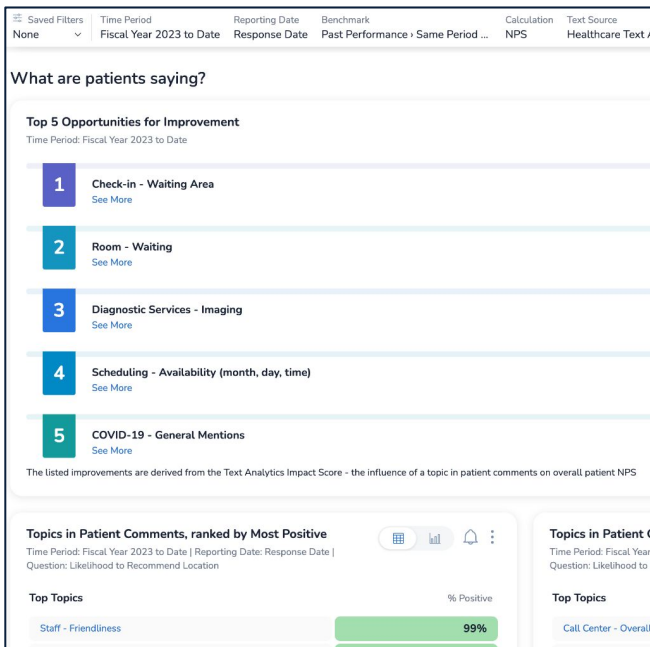 Saved Filters Time Period Reporting Date Benchmark Calculation Text Source
None Fiscal Year 2023 to Date Response Date Past Performance › Same Period ... NPS Healthcare Text
What are patients saying?
Top 5 Opportunities for Improvement
Time Period: Fiscal Year 2023 to Date
1 Check-in - Waiting Area
See More
2 Room - Waiting
See More
3 Diagnostic Services - Imaging
See More
4 Scheduling - Availability (month, day, time)
See More
5 COVID-19 - General Mentions
See More
The listed improvements are derived from the Text Analytics Impact Score - the influence of a topic in patient comments on overall patient NPS
Topics in Patient Comments, ranked by Most Positive
Time Period: Fiscal Year 2023 to Date | Reporting Date: Response Date |
Question: Likelihood to Recommend Location
Top Topics % Positive
Staff - Friendliness 99%
Topics in Patient
Time Period: Fiscal Year
Question: Likelihood to
Top Topics
Call Center - Overall